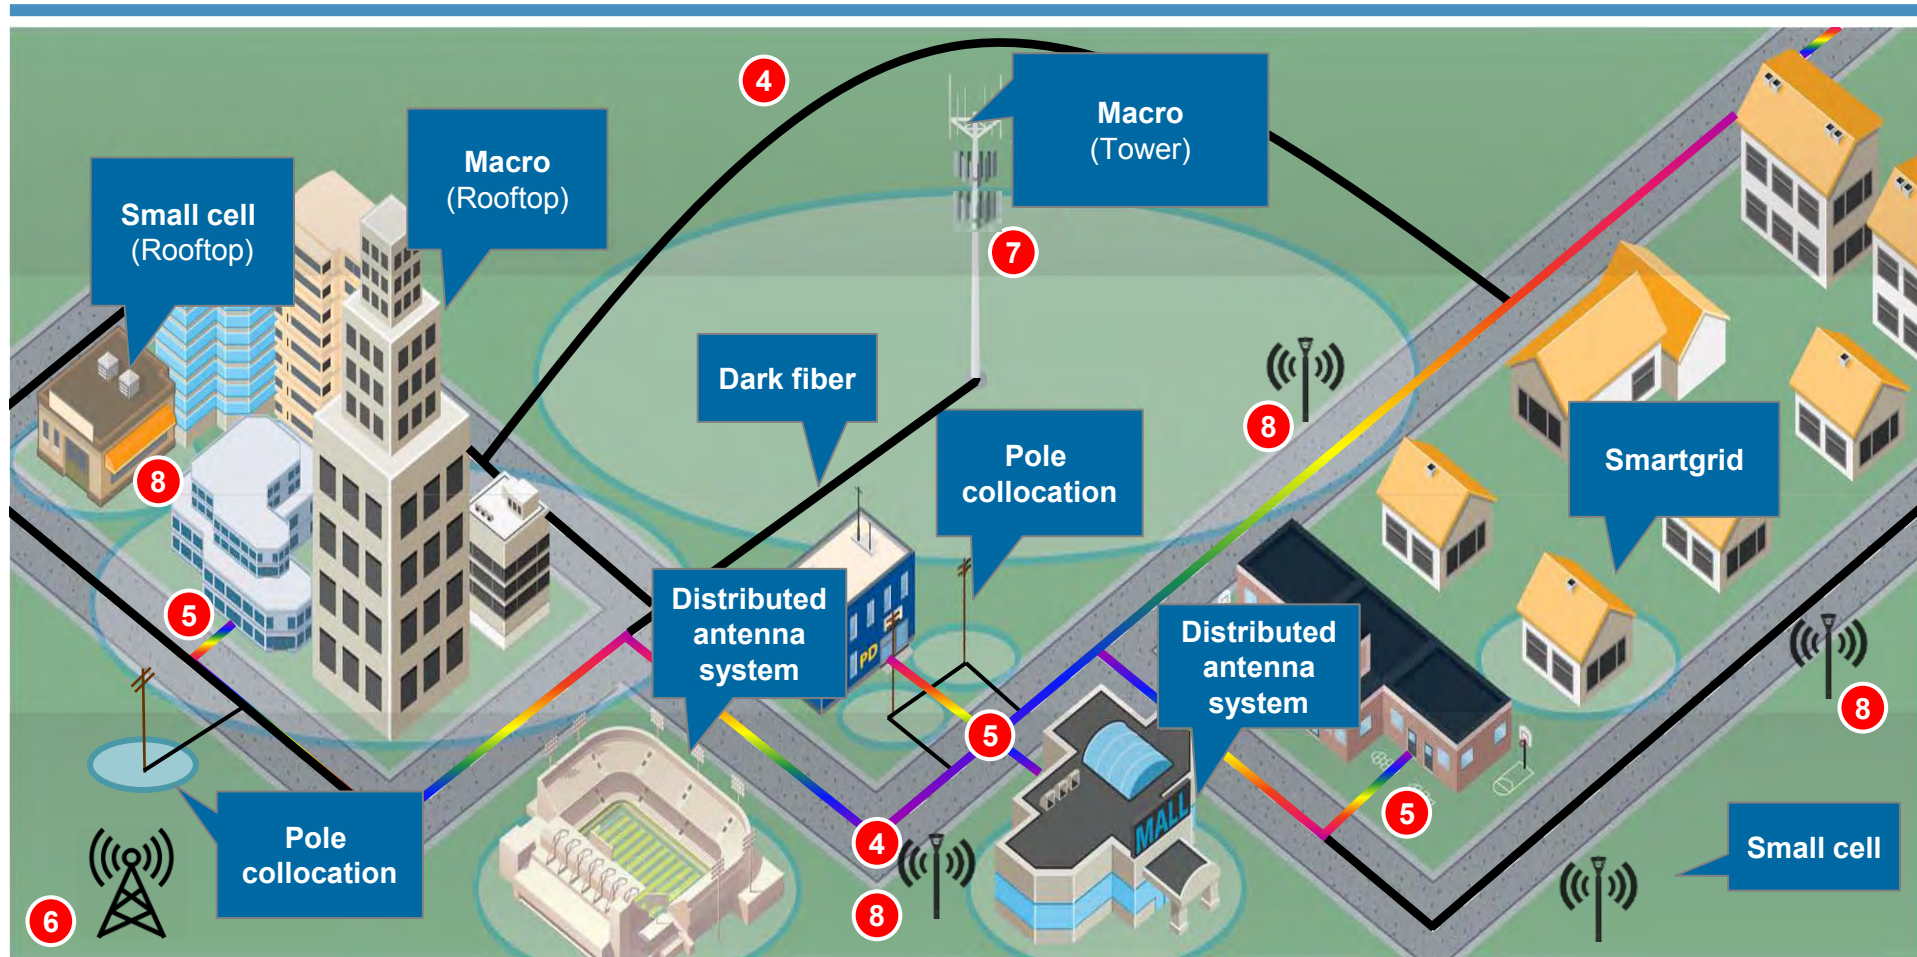 4
Macro
(Tower)
Macro
(Rooftop)
Small cell
(Rooftop)
7
Dark fiber
8
Pole
collocation
Smartgrid
8
5
Distributed
antenna
system
PD
Distributed
antenna
system
8
5
MALL
5
4
Pole
collocation
Small cell
8
6